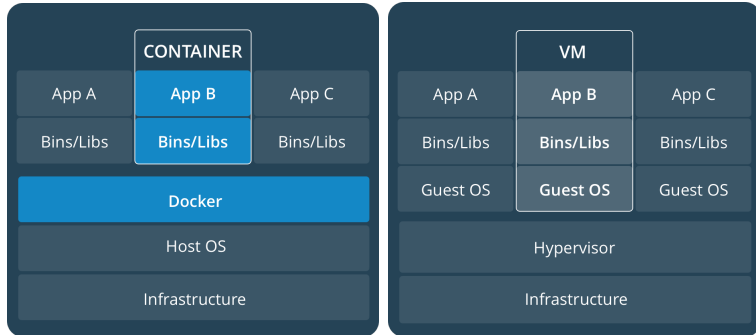 CONTAINER
App A App B App C
Bins/Libs Bins/Libs Bins/Libs
Docker
Host OS
Infrastructure
VM
App A App B App C
Bins/Libs Bins/Libs Bins/Libs
Guest OS Guest OS Guest OS
Hypervisor
Infrastructure